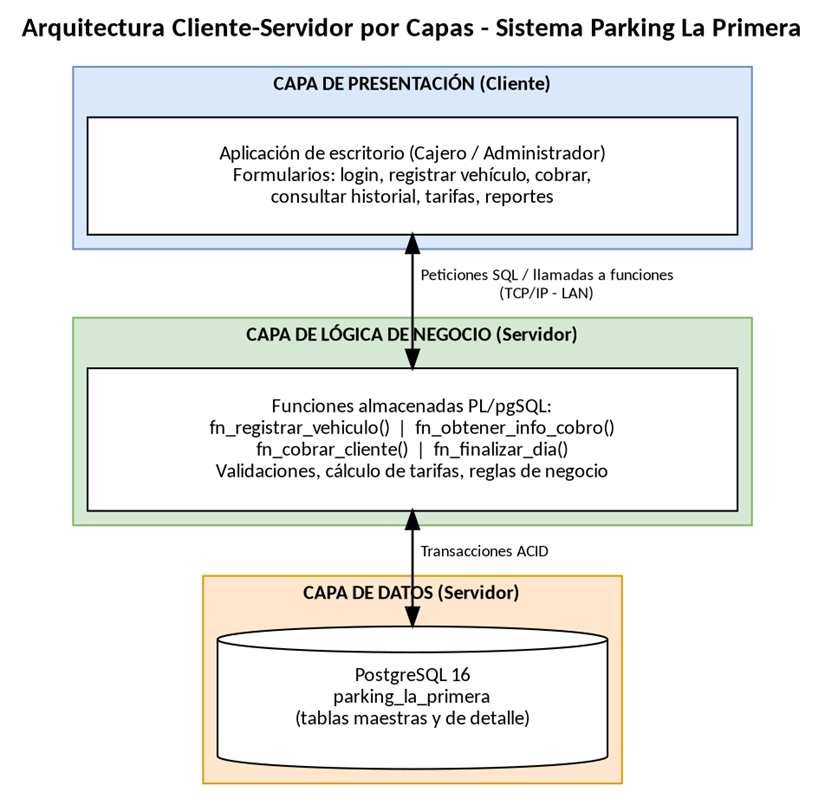 Arquitectura Cliente-Servidor por Capas - Sistema Parking La Primera
CAPA DE PRESENTACIÓN (Cliente)
Aplicación de escritorio (Cajero / Administrador)
Formularios: login, registrar vehículo, cobrar,
consultar historial, tarifas, reportes
Peticiones SQL / llamadas a funciones
(TCP/IP - LAN)
CAPA DE LÓGICA DE NEGOCIO (Servidor)
Funciones almacenadas PL/pgSQL:
fn_registrar_vehiculo() | fn_obtener_info_cobro()
fn_cobrar_cliente() | fn_finalizar_dia()
Validaciones, cálculo de tarifas, reglas de negocio
Transacciones ACID
CAPA DE DATOS (Servidor)
PostgreSQL 16
parking_la_primera
(tablas maestras y de detalle)